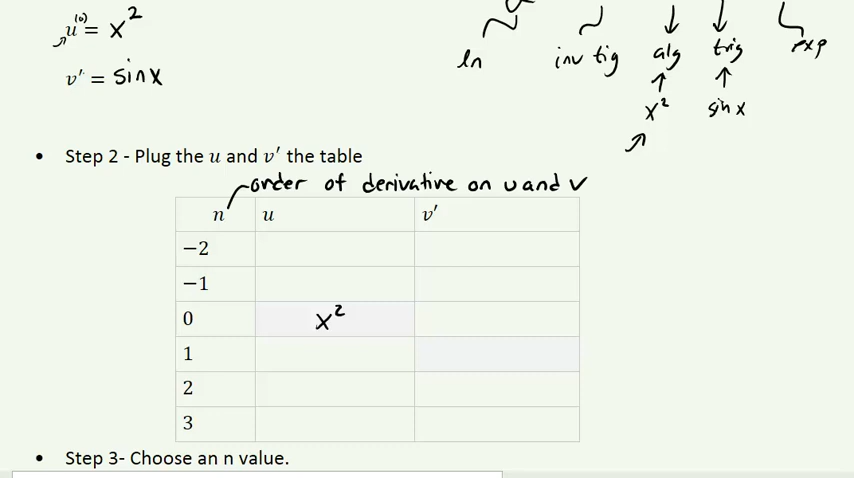 u⁽⁰⁾ = x²
v' = sinx
ln inv tig alg trig exp
x² sinx
• Step 2 - Plug the u and v' the table
order of derivative on u and v
n u v'
−2
−1
0 x²
1
2
3
• Step 3- Choose an n value.